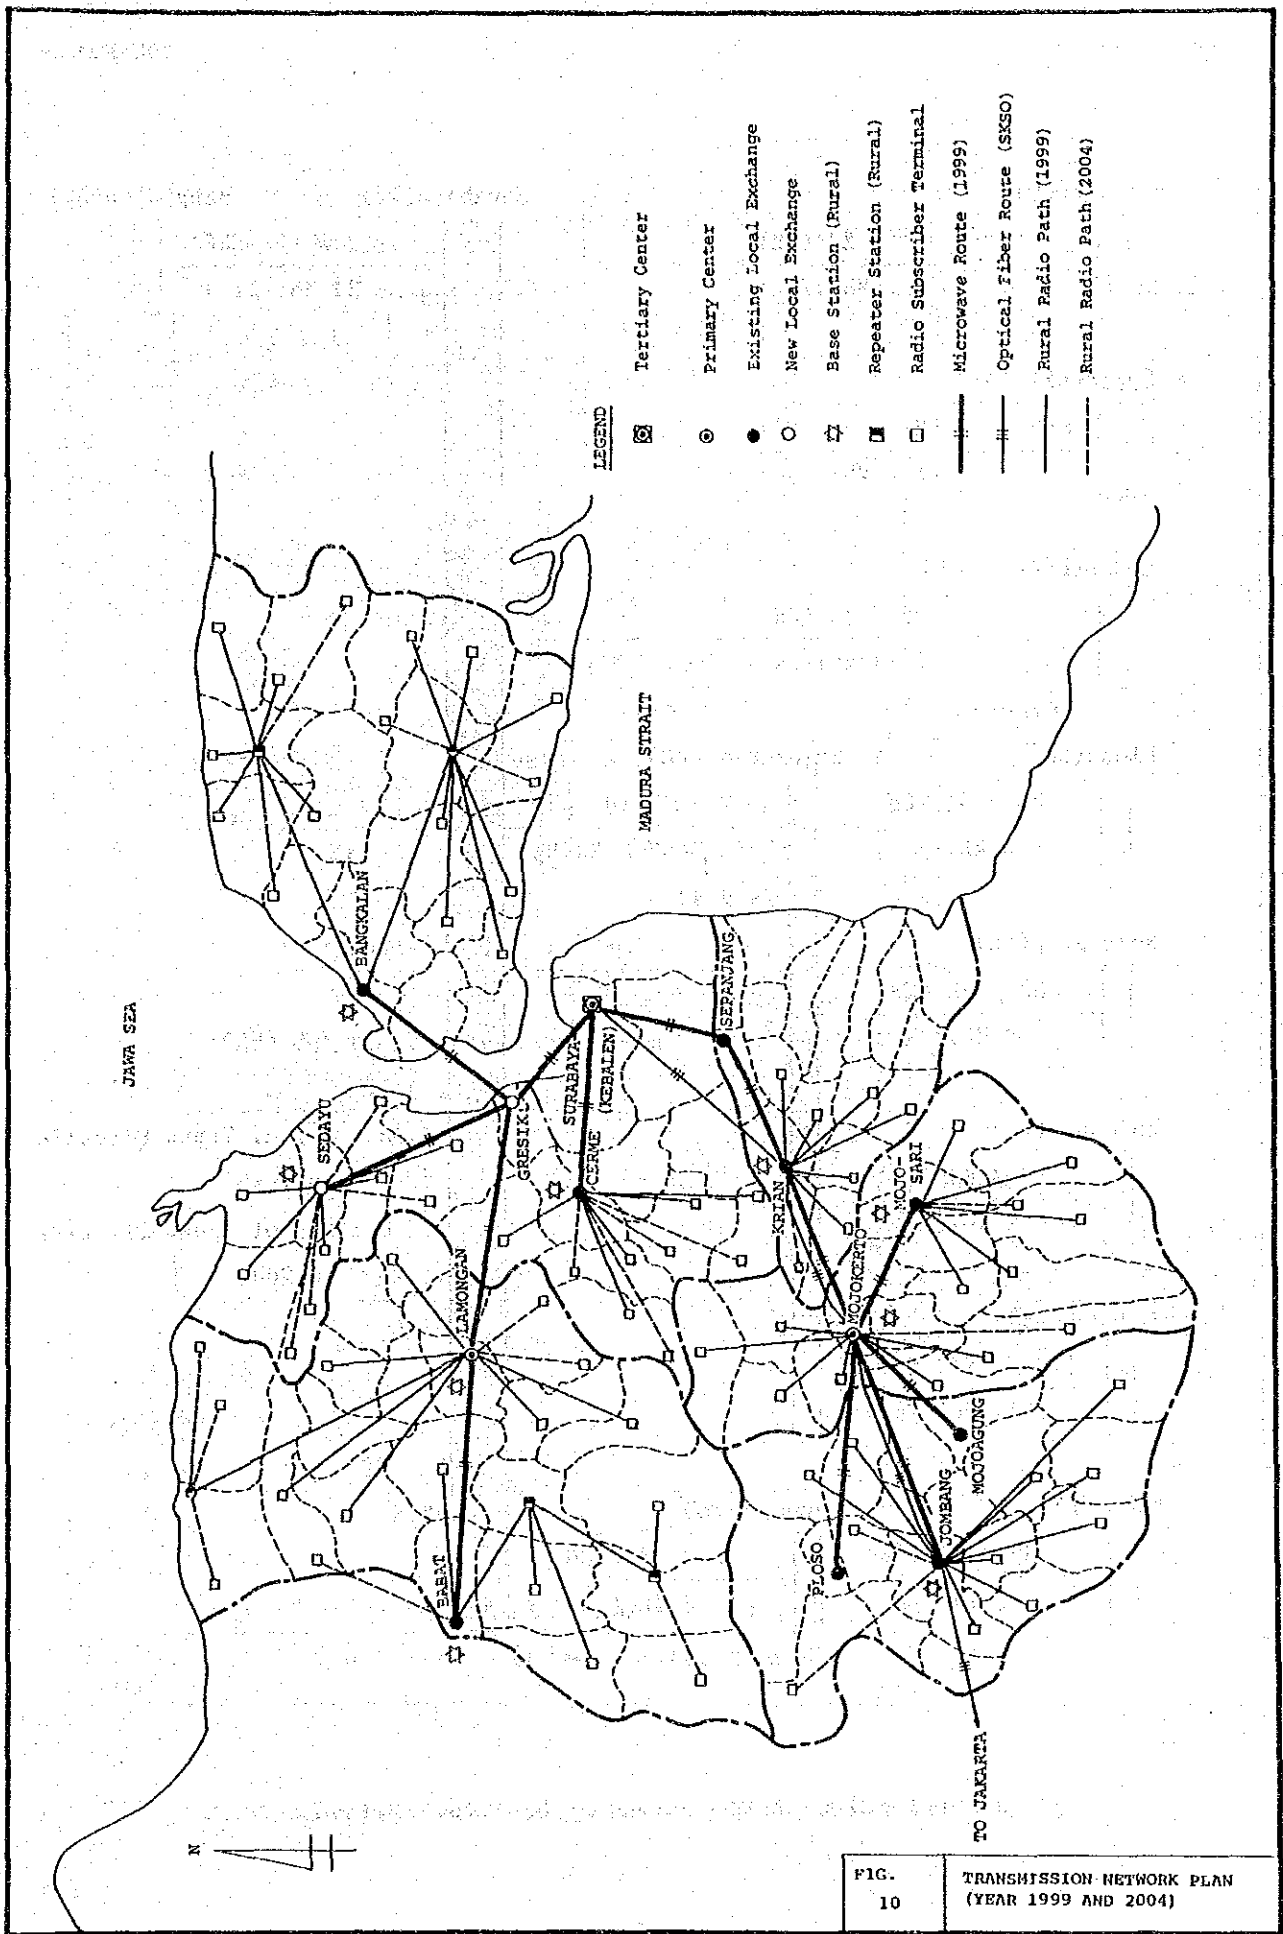 JAWA SEA
MADURA STRAIT
BANGKALAN
SEDAYU
GRESIK
SURABAYA
(KEBALEN)
CERME
LAMONGAN
BABAT
SEPANJANG
KRIAN
MOJOKERTO
MOJO-
SARI
MOJOAGUNG
JOMBANG
PLOSO
TO JAKARTA
N
LEGEND
Tertiary Center
Primary Center
Existing Local Exchange
New Local Exchange
Base Station (Rural)
Repeater Station (Rural)
Radio Subscriber Terminal
Microwave Route (1999)
Optical Fiber Route (SKSO)
Rural Radio Path (1999)
Rural Radio Path (2004)
FIG.
10
TRANSMISSION NETWORK PLAN
(YEAR 1999 AND 2004)